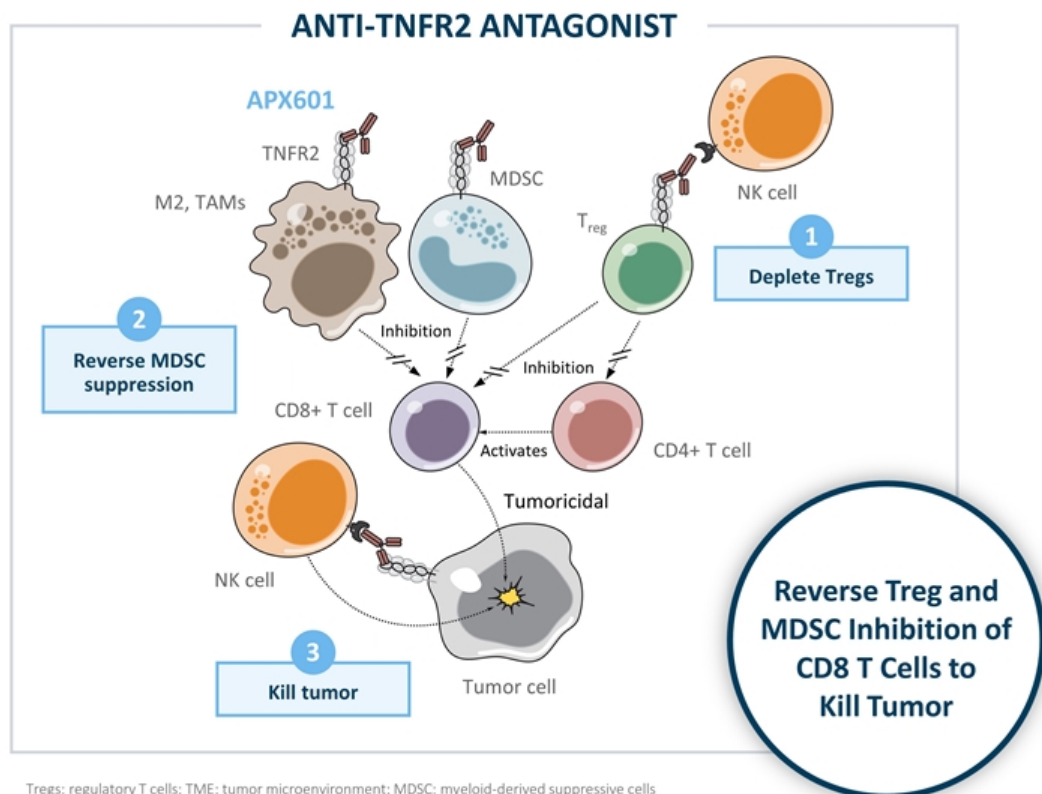 ANTI-TNFR2 ANTAGONIST
APX601
TNFR2
MDSC
M2, TAMs
NK cell
Treg
1
Deplete Tregs
2
Reverse MDSC
suppression
Inhibition
Inhibition
CD8+ T cell
Activates
CD4+ T cell
Tumoricidal
NK cell
3
Kill tumor
Tumor cell
Reverse Treg and
MDSC Inhibition of
CD8 T Cells to
Kill Tumor
Tregs: regulatory T cells; TME: tumor microenvironment; MDSC: myeloid-derived suppressive cells